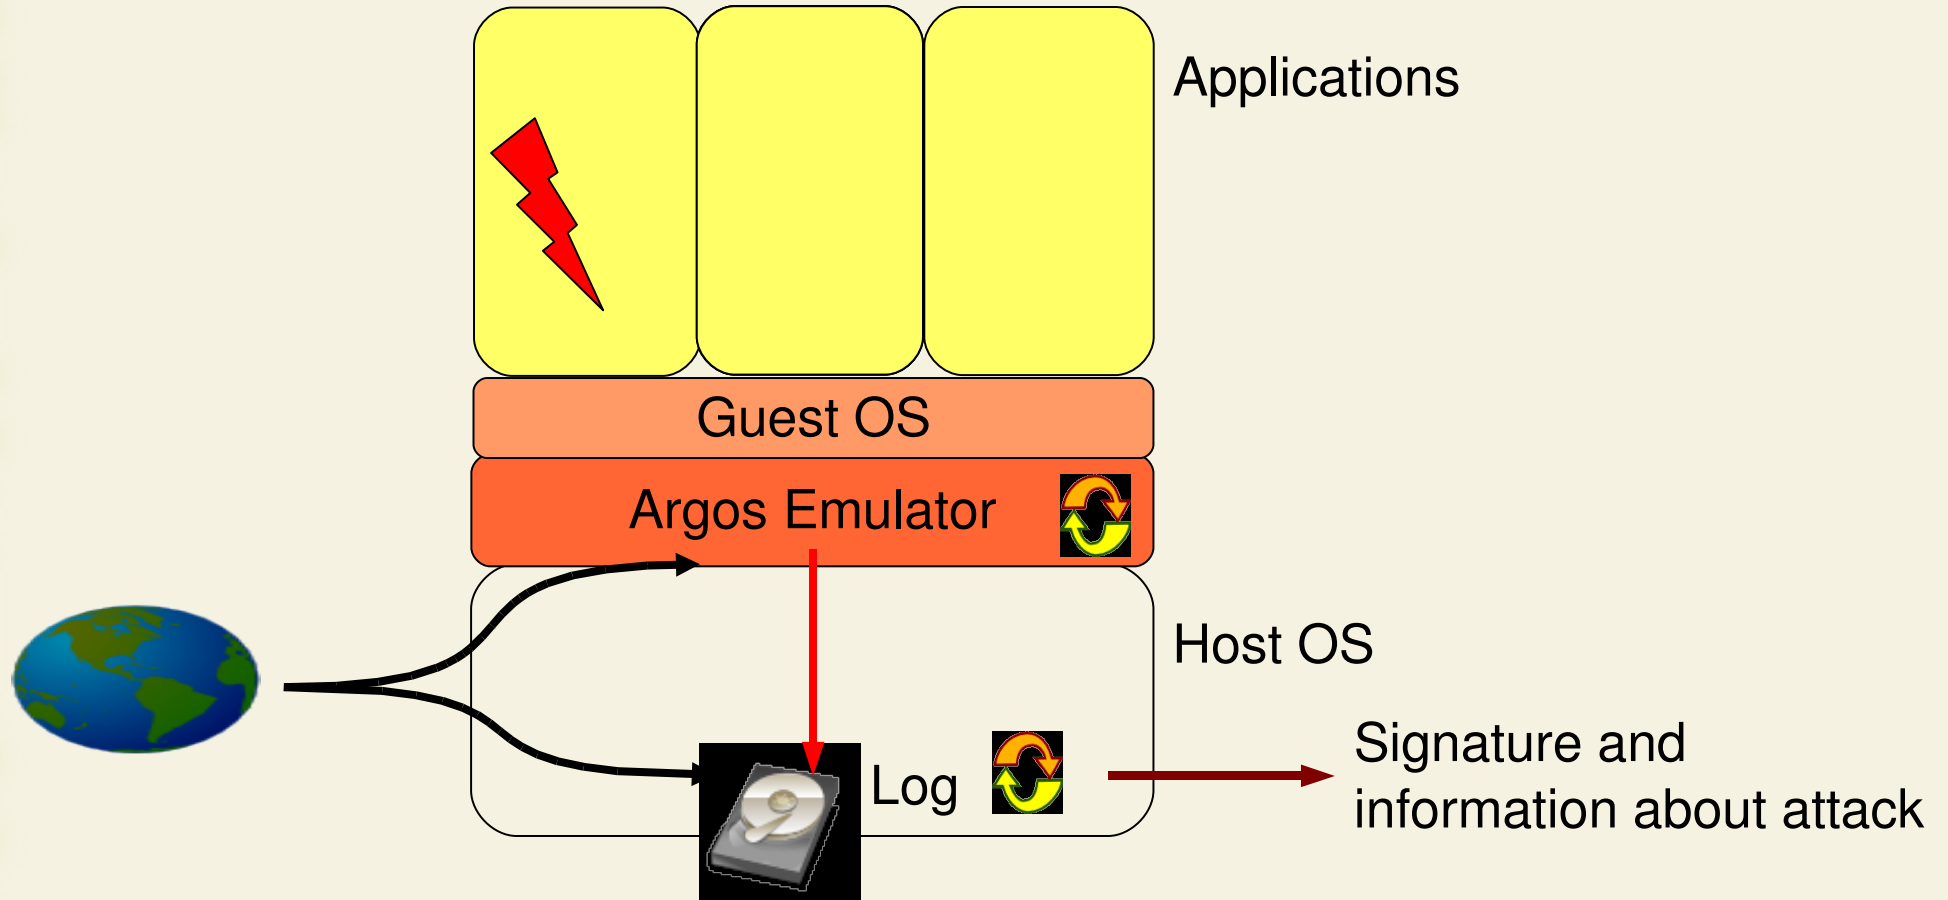 Applications
Guest OS
Argos Emulator
Host OS
Log
Signature and
information about attack